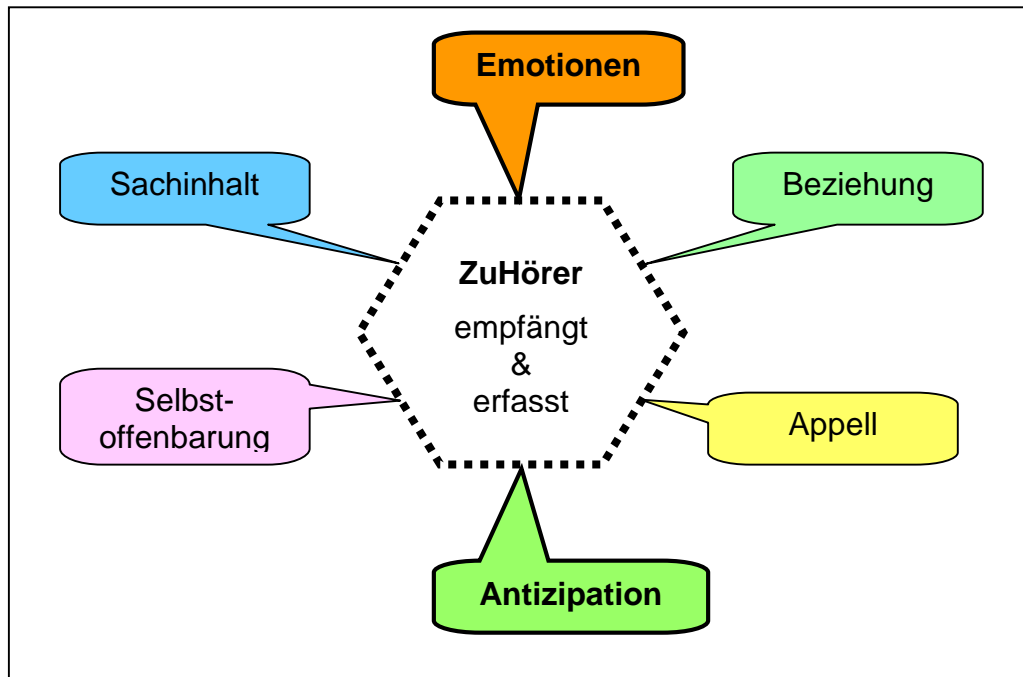 Emotionen
Sachinhalt
Beziehung
ZuHörer
empfängt
&
erfasst
Selbst-
offenbarung
Appell
Antizipation